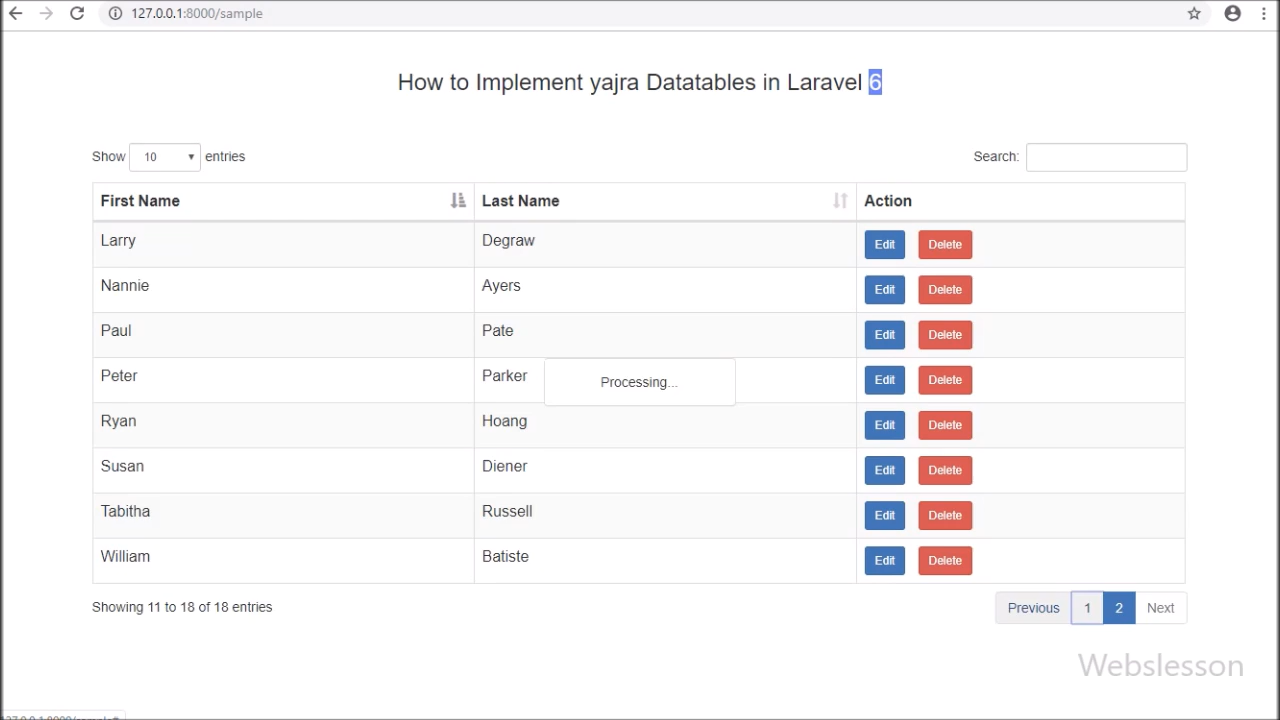 127.0.0.1:8000/sample
How to Implement yajra Datatables in Laravel 6
Show 10 entries
Search:
First Name Last Name Action
Larry Degraw Edit Delete
Nannie Ayers Edit Delete
Paul Pate Edit Delete
Peter Parker Edit Delete
Processing...
Ryan Hoang Edit Delete
Susan Diener Edit Delete
Tabitha Russell Edit Delete
William Batiste Edit Delete
Showing 11 to 18 of 18 entries
Previous 1 2 Next
Webslesson